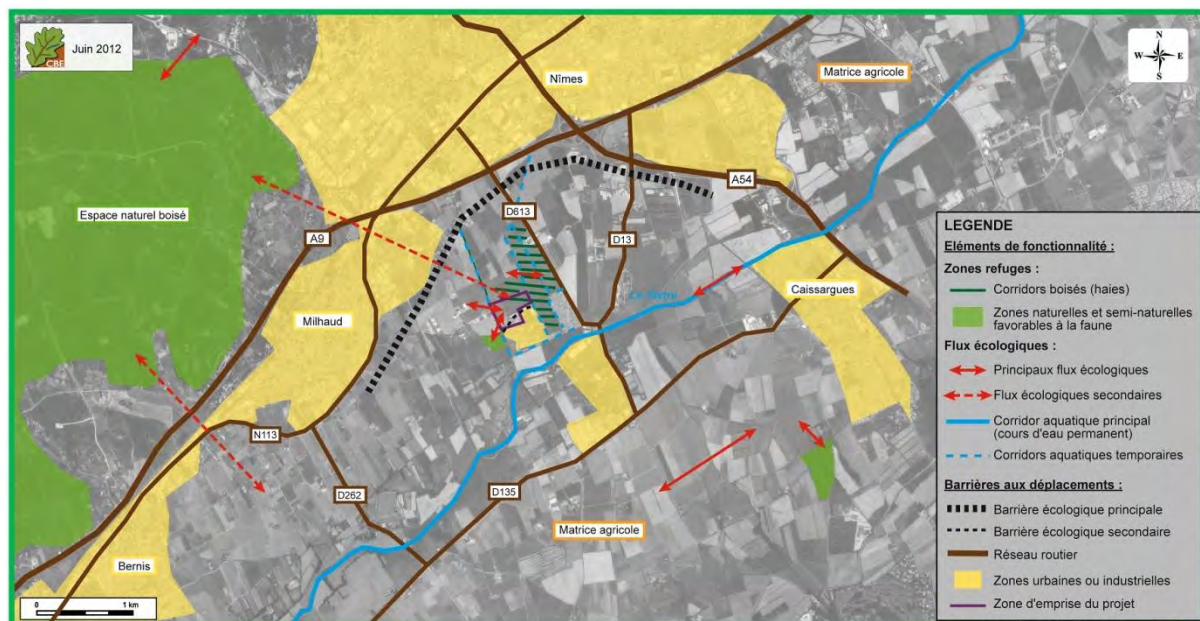 CBE
Juin 2012
N
W E
S
Nîmes
Matrice agricole
A54
D613
D13
Espace naturel boisé
A9
Caissargues
Milhaud
N113
D262
D135
Matrice agricole
Bernis
0 1 km
LEGENDE
Eléments de fonctionnalité :
Zones refuges :
Corridors boisés (haies)
Zones naturelles et semi-naturelles
favorables à la faune
Flux écologiques :
Principaux flux écologiques
Flux écologiques secondaires
Corridor aquatique principal
(cours d'eau permanent)
Corridors aquatiques temporaires
Barrières aux déplacements :
Barrière écologique principale
Barrière écologique secondaire
Réseau routier
Zones urbaines ou industrielles
Zone d'emprise du projet